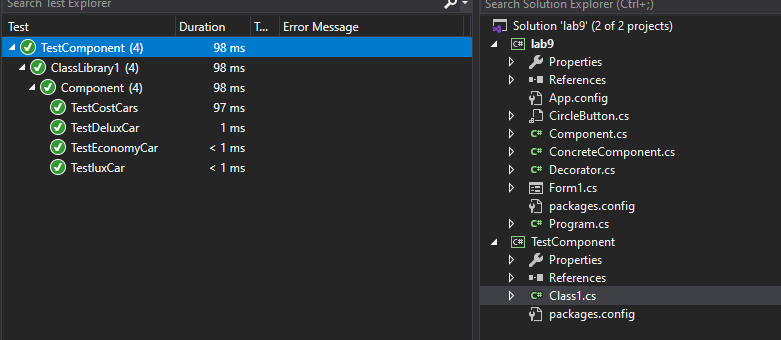 Search Test Explorer
Test Duration T... Error Message
TestComponent (4) 98 ms
ClassLibrary1 (4) 98 ms
Component (4) 98 ms
TestCostCars 97 ms
TestDeluxCar 1 ms
TestEconomyCar < 1 ms
TestluxCar < 1 ms
Search Solution Explorer (Ctrl+;)
Solution 'lab9' (2 of 2 projects)
C# lab9
Properties
References
App.config
CircleButton.cs
C# Component.cs
C# ConcreteComponent.cs
C# Decorator.cs
Form1.cs
packages.config
C# Program.cs
C# TestComponent
Properties
References
C# Class1.cs
packages.config